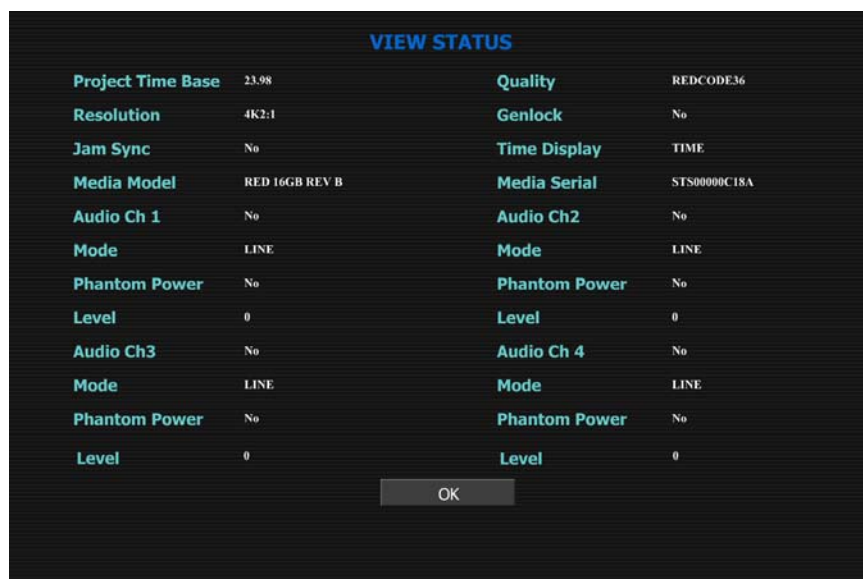 VIEW STATUS
Project Time Base 23.98 Quality REDCODE36
Resolution 4K2:1 Genlock No
Jam Sync No Time Display TIME
Media Model RED 16GB REV B Media Serial STS00000C18A
Audio Ch 1 No Audio Ch2 No
Mode LINE Mode LINE
Phantom Power No Phantom Power No
Level 0 Level 0
Audio Ch3 No Audio Ch 4 No
Mode LINE Mode LINE
Phantom Power No Phantom Power No
Level 0 Level 0
OK